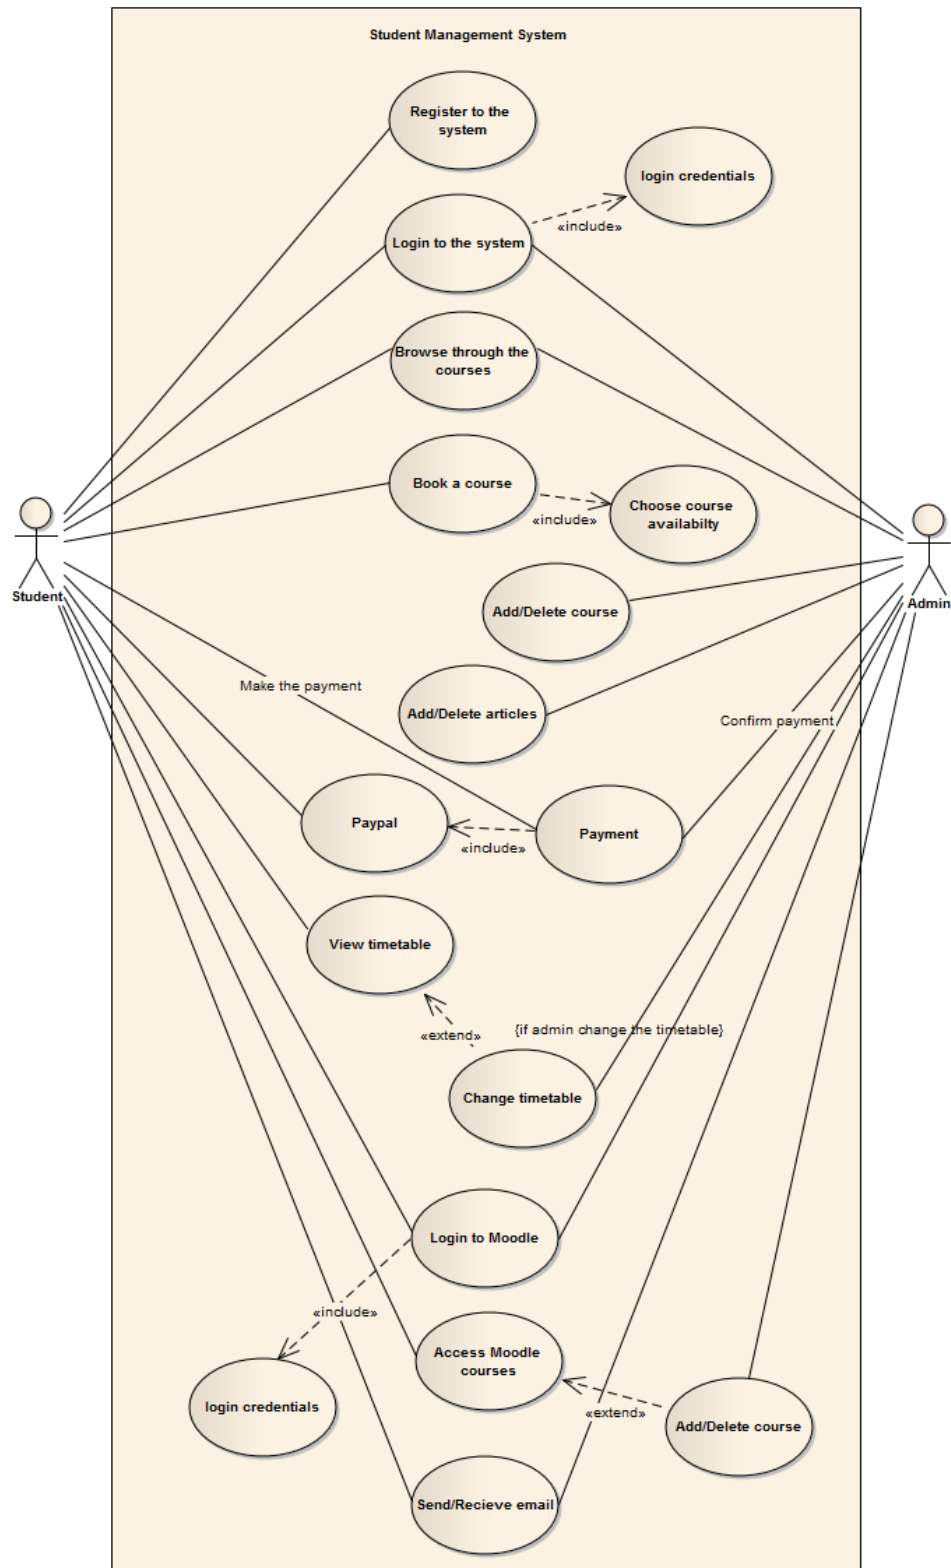 Student Management System
Register to the
system
login credentials
«include»
Login to the system
Browse through the
courses
Book a course
Choose course
availabilty
«include»
Student
Admin
Add/Delete course
Make the payment
Add/Delete articles
Confirm payment
Paypal
Payment
«include»
View timetable
«extend»
{if admin change the timetable}
Change timetable
Login to Moodle
«include»
Access Moodle
courses
login credentials
«extend»
Add/Delete course
Send/Recieve email